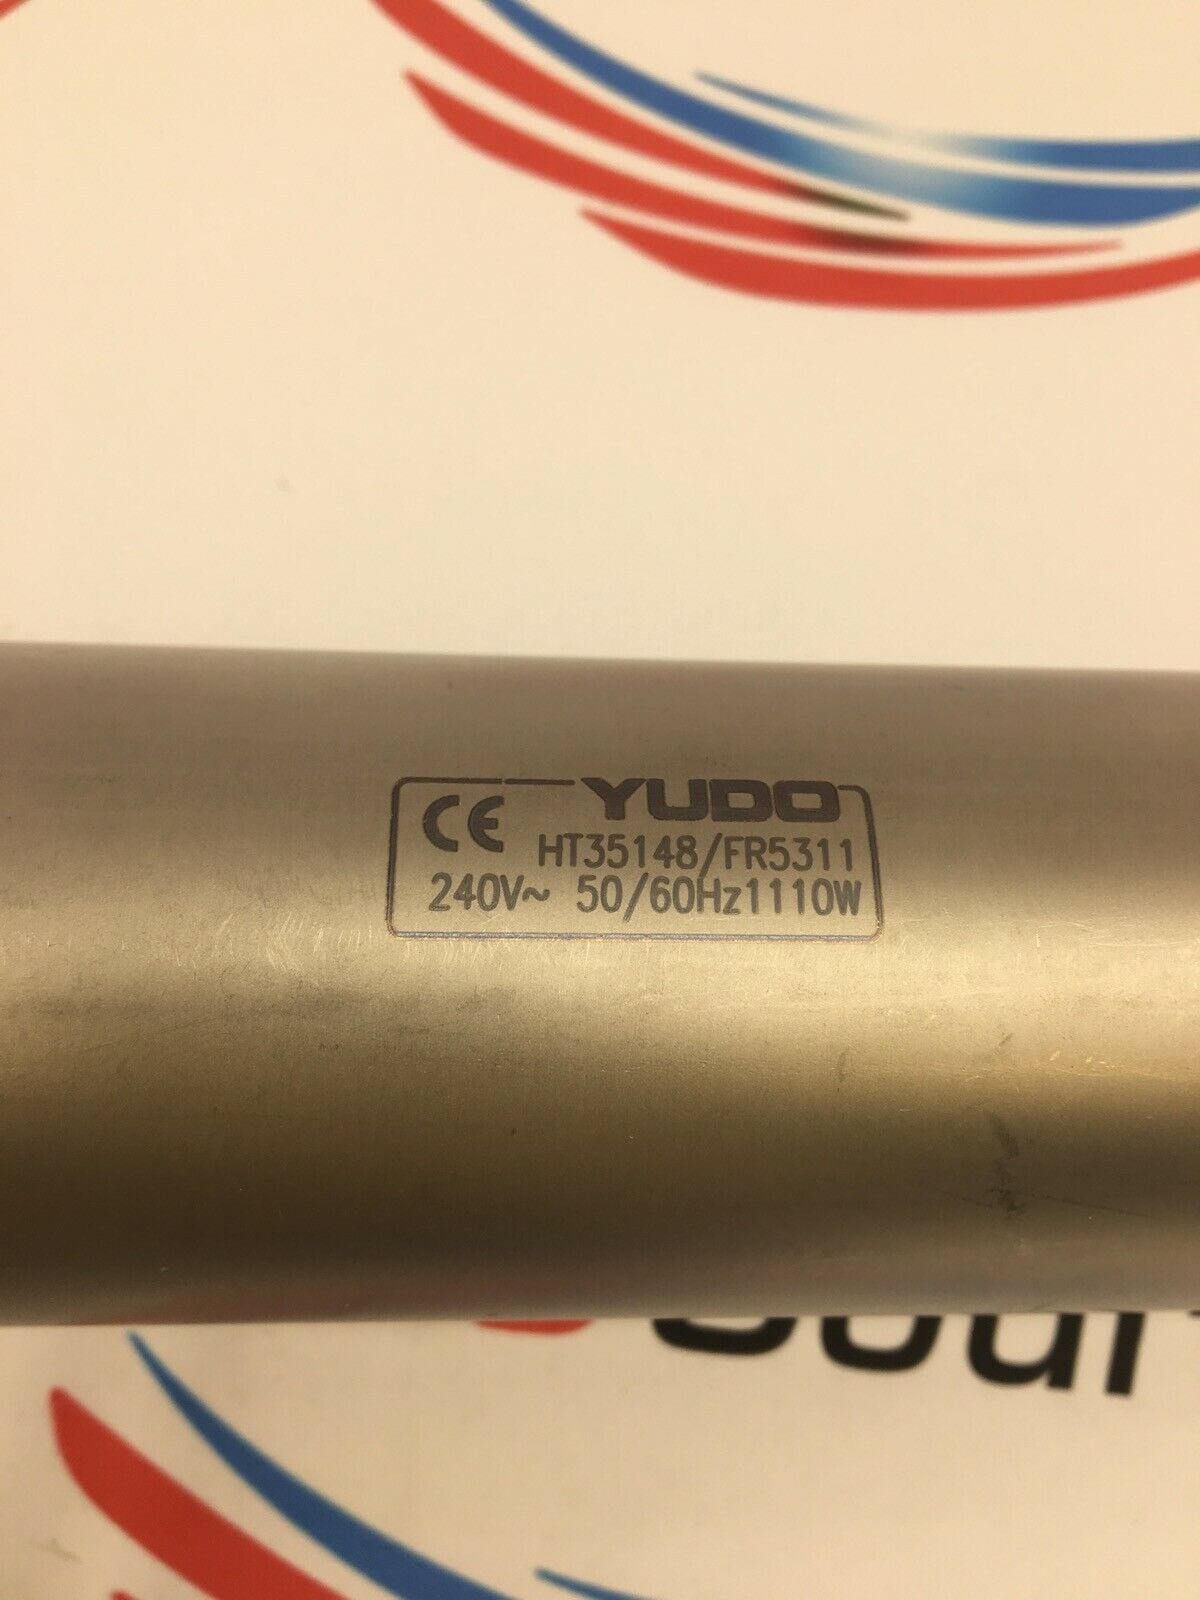 CE YUDO
HT35148/FR5311
240V~ 50/60Hz1110W